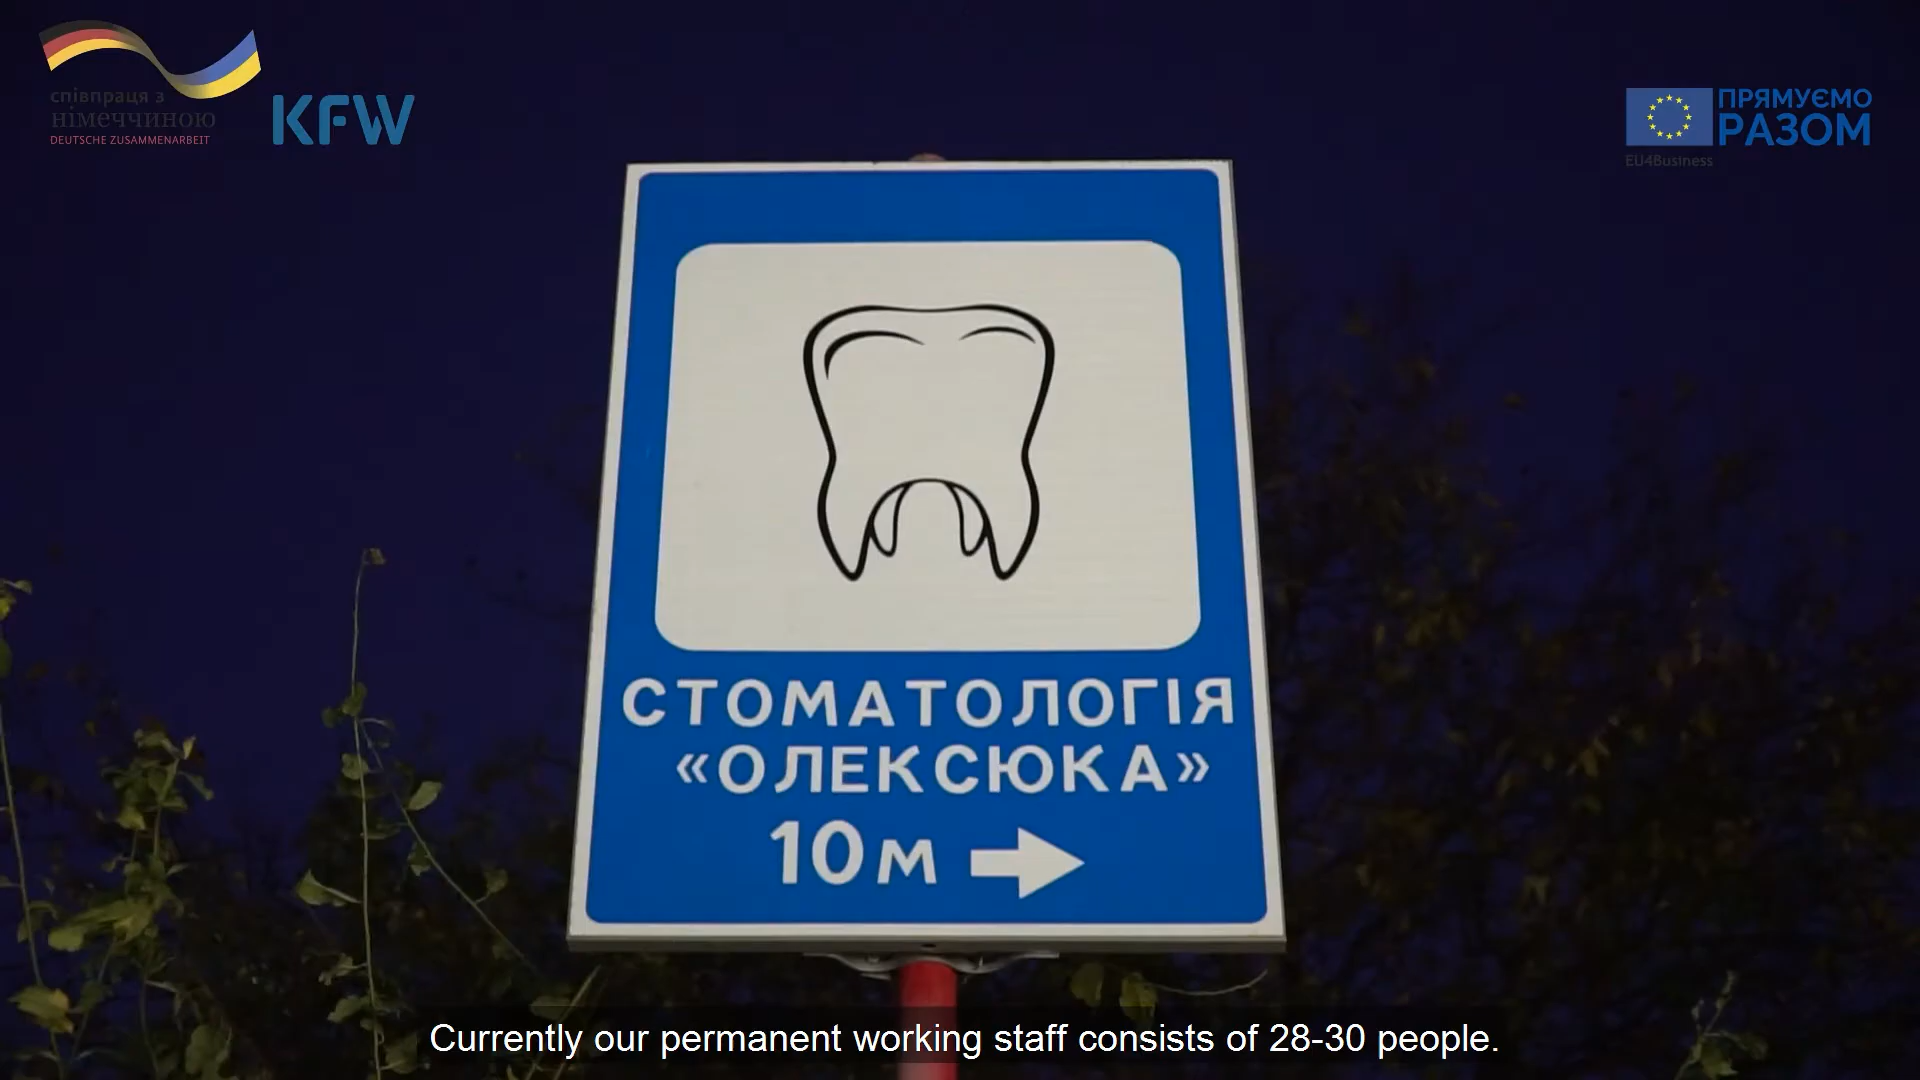 співпраця з
німеччиною
DEUTSCHE ZUSAMMENARBEIT
KFW
ПРЯМУЄМО
РАЗОМ
EU4Business
СТОМАТОЛОГІЯ
«ОЛЕКСЮКА»
10м
Currently our permanent working staff consists of 28-30 people.